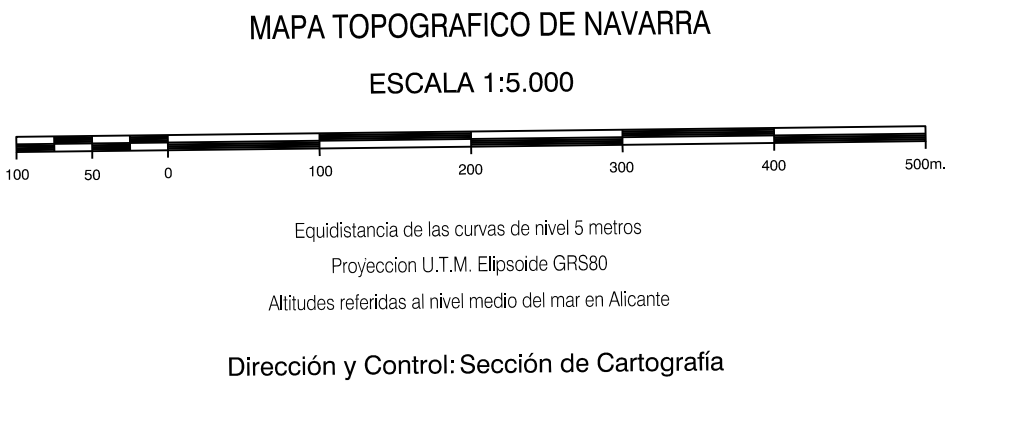 MAPA TOPOGRAFICO DE NAVARRA
ESCALA 1:5.000
100 50 0 100 200 300 400 500m.
Equidistancia de las curvas de nivel 5 metros
Proyeccion U.T.M. Elipsoide GRS80
Altitudes referidas al nivel medio del mar en Alicante
Dirección y Control: Sección de Cartografía